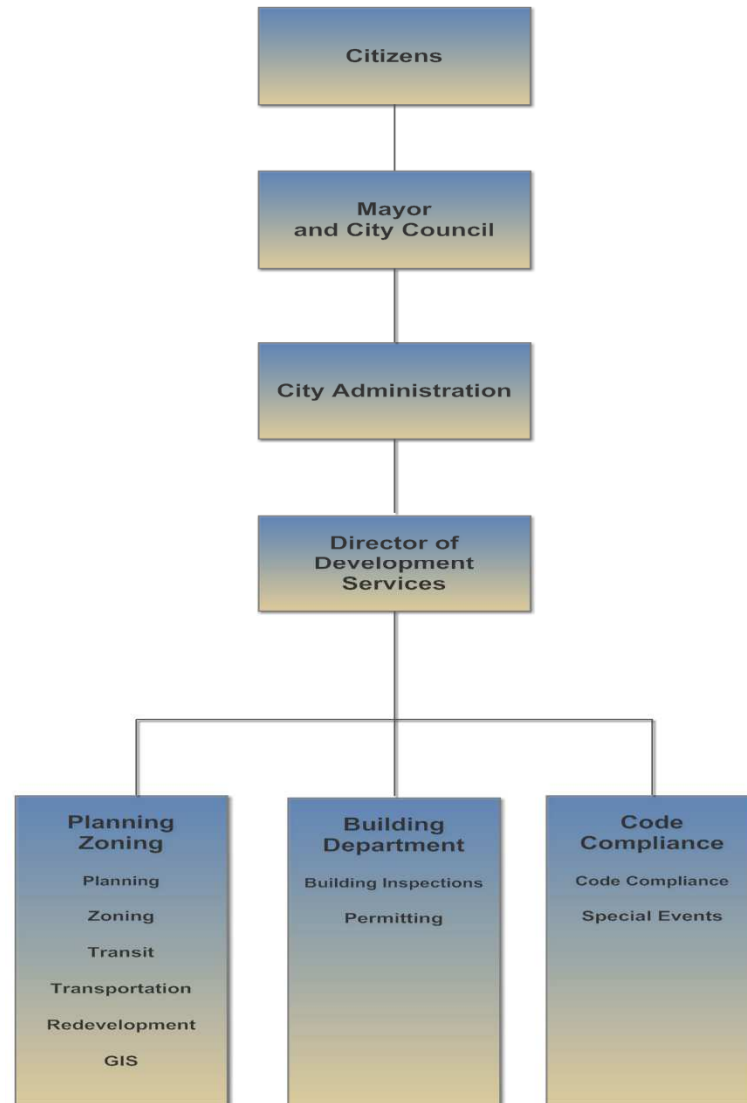 Citizens
Mayor
and City Council
City Administration
Director of
Development
Services
Planning
Zoning
Planning
Zoning
Transit
Transportation
Redevelopment
GIS
Building
Department
Building Inspections
Permitting
Code
Compliance
Code Compliance
Special Events